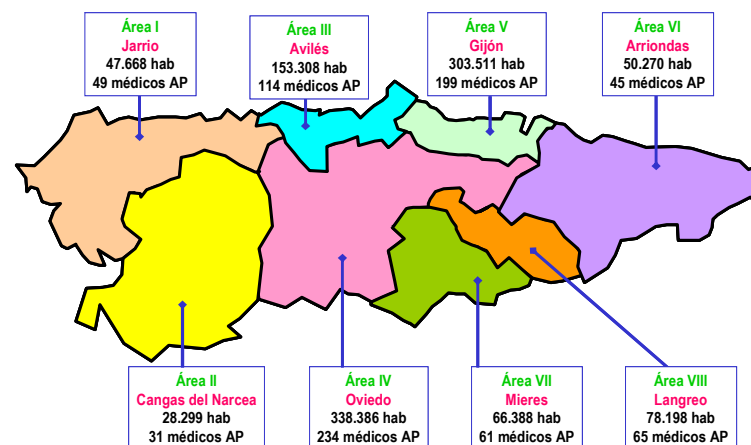 Área I
Jarrio
47.668 hab
49 médicos AP
Área III
Avilés
153.308 hab
114 médicos AP
Área V
Gijón
303.511 hab
199 médicos AP
Área VI
Arriondas
50.270 hab
45 médicos AP
Área II
Cangas del Narcea
28.299 hab
31 médicos AP
Área IV
Oviedo
338.386 hab
234 médicos AP
Área VII
Mieres
66.388 hab
61 médicos AP
Área VIII
Langreo
78.198 hab
65 médicos AP